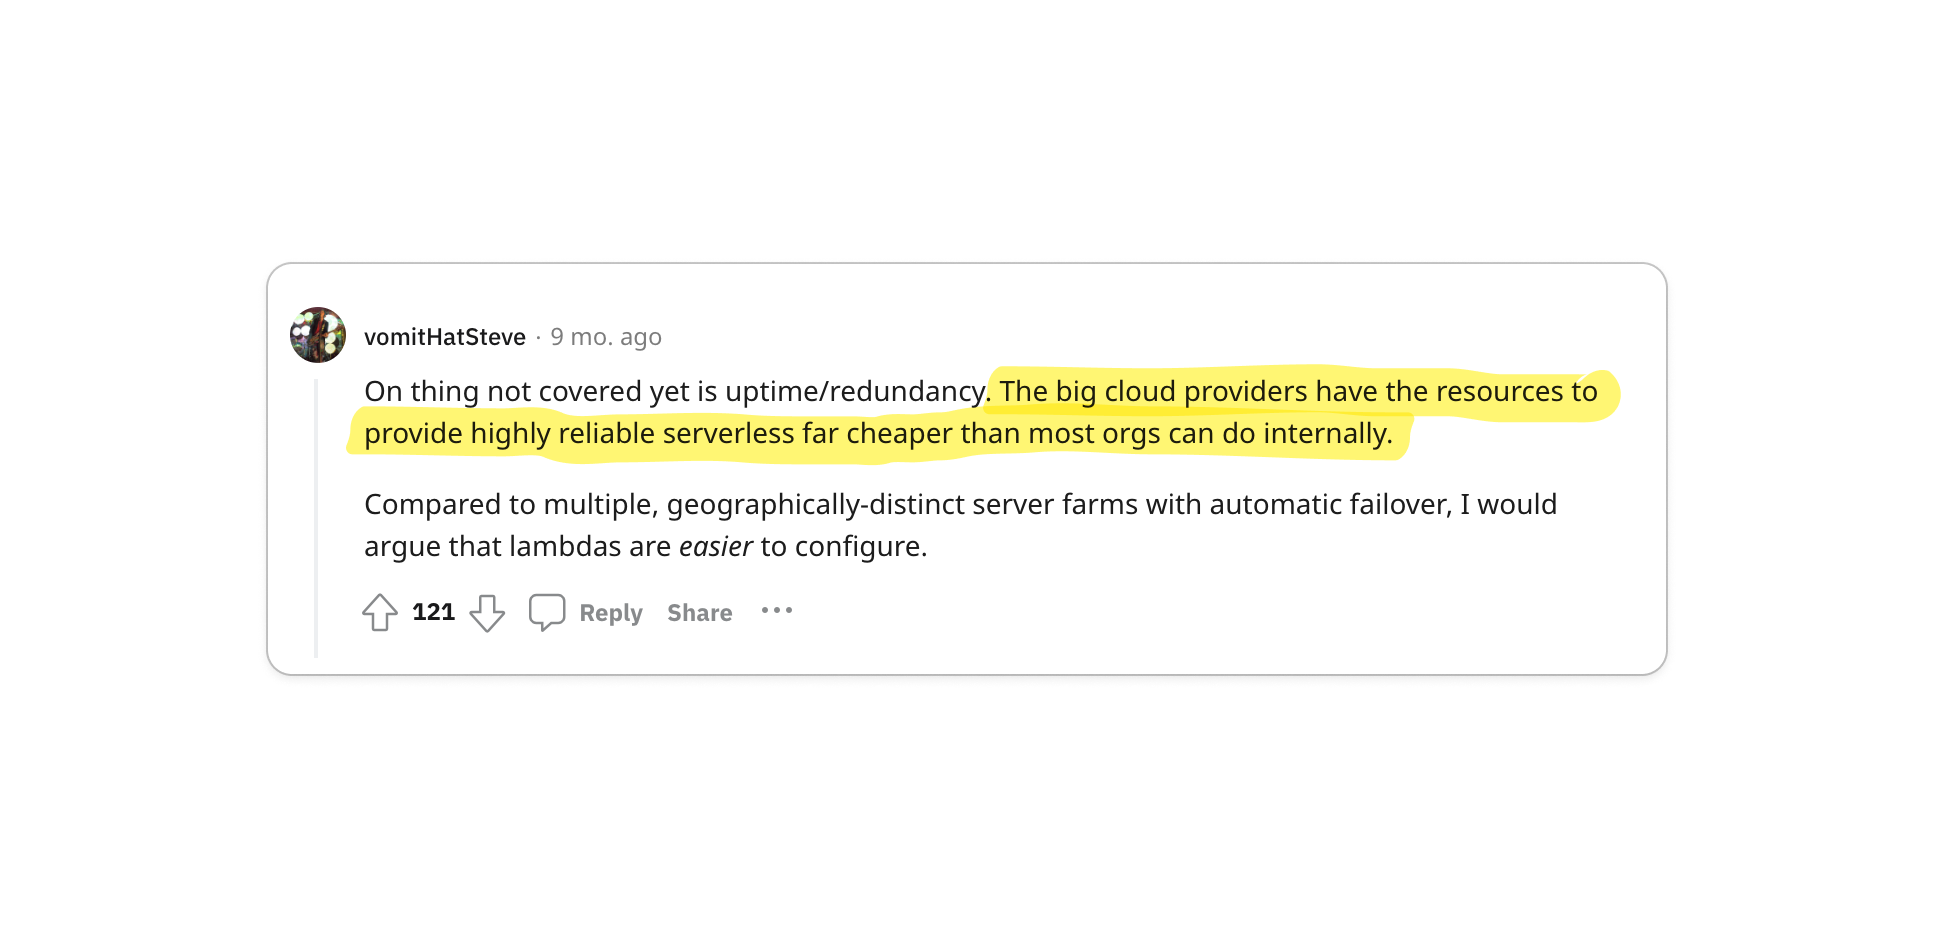 vomitHatSteve · 9 mo. ago
On thing not covered yet is uptime/redundancy. The big cloud providers have the resources to
provide highly reliable serverless far cheaper than most orgs can do internally.
Compared to multiple, geographically-distinct server farms with automatic failover, I would
argue that lambdas are easier to configure.
121 Reply Share ···